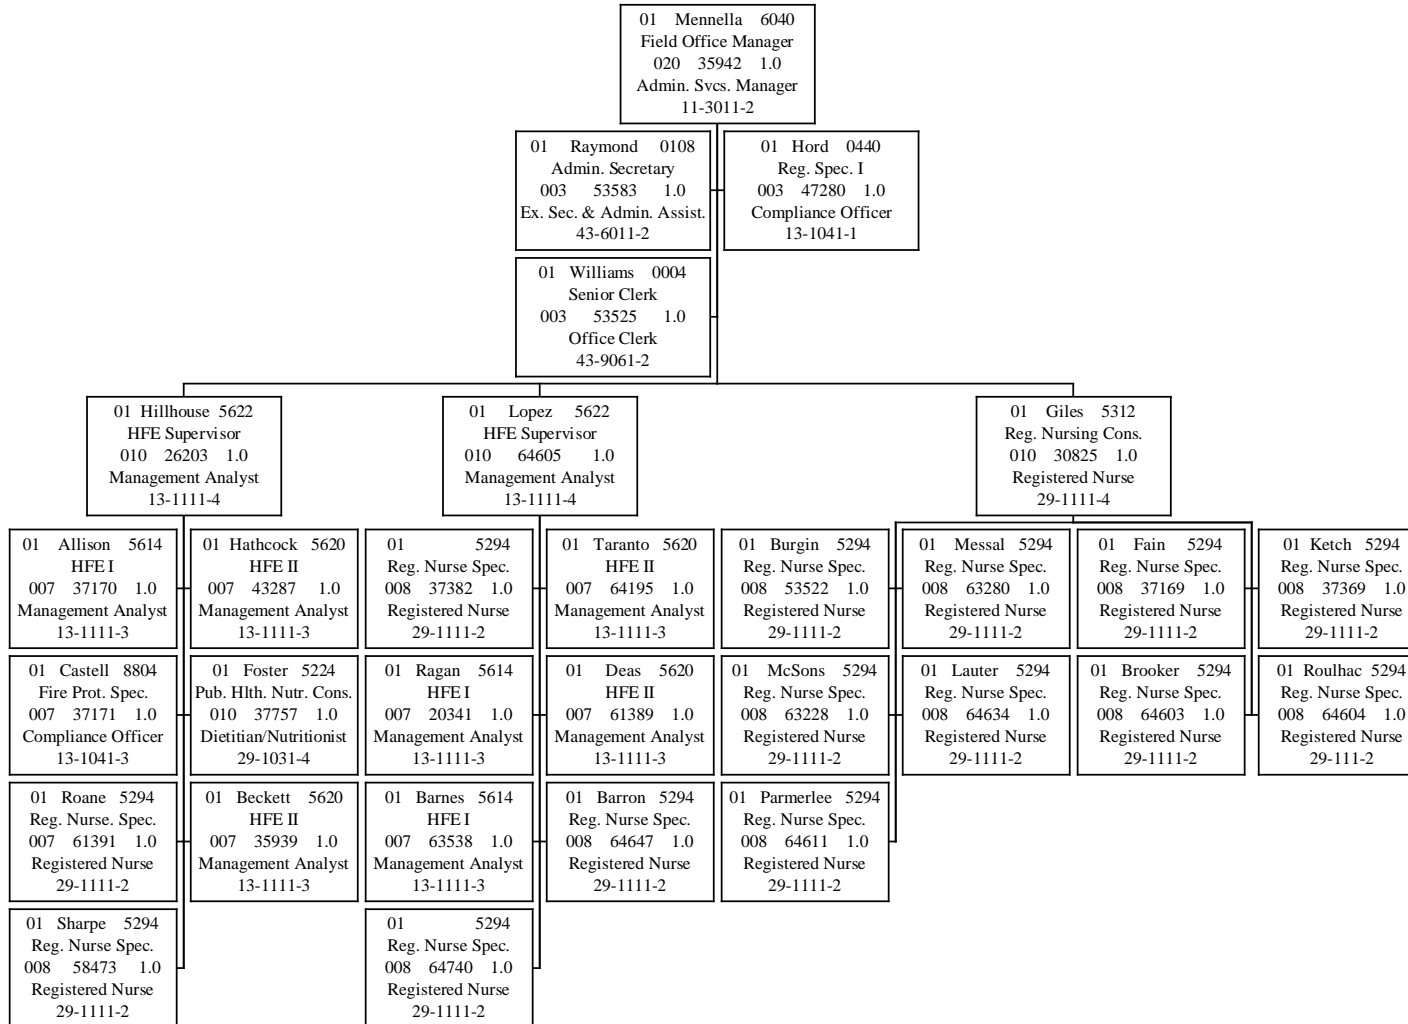 01 Mennella 6040
Field Office Manager
020 35942 1.0
Admin. Svcs. Manager
11-3011-2
01 Raymond 0108
Admin. Secretary
003 53583 1.0
Ex. Sec. & Admin. Assist.
43-6011-2
01 Hord 0440
Reg. Spec. I
003 47280 1.0
Compliance Officer
13-1041-1
01 Williams 0004
Senior Clerk
003 53525 1.0
Office Clerk
43-9061-2
01 Hillhouse 5622
HFE Supervisor
010 26203 1.0
Management Analyst
13-1111-4
01 Lopez 5622
HFE Supervisor
010 64605 1.0
Management Analyst
13-1111-4
01 Giles 5312
Reg. Nursing Cons.
010 30825 1.0
Registered Nurse
29-1111-4
01 Allison 5614
HFE I
007 37170 1.0
Management Analyst
13-1111-3
01 Hathcock 5620
HFE II
007 43287 1.0
Management Analyst
13-1111-3
01 5294
Reg. Nurse Spec.
008 37382 1.0
Registered Nurse
29-1111-2
01 Taranto 5620
HFE II
007 64195 1.0
Management Analyst
13-1111-3
01 Burgin 5294
Reg. Nurse Spec.
008 53522 1.0
Registered Nurse
29-1111-2
01 Messal 5294
Reg. Nurse Spec.
008 63280 1.0
Registered Nurse
29-1111-2
01 Fain 5294
Reg. Nurse Spec.
008 37169 1.0
Registered Nurse
29-1111-2
01 Ketch 5294
Reg. Nurse Spec.
008 37369 1.0
Registered Nurse
29-1111-2
01 Castell 8804
Fire Prot. Spec.
007 37171 1.0
Compliance Officer
13-1041-3
01 Foster 5224
Pub. Hlth. Nutr. Cons.
010 37757 1.0
Dietitian/Nutritionist
29-1031-4
01 Ragan 5614
HFE I
007 20341 1.0
Management Analyst
13-1111-3
01 Deas 5620
HFE II
007 61389 1.0
Management Analyst
13-1111-3
01 McSons 5294
Reg. Nurse Spec.
008 63228 1.0
Registered Nurse
29-1111-2
01 Lauter 5294
Reg. Nurse Spec.
008 64634 1.0
Registered Nurse
29-1111-2
01 Brooker 5294
Reg. Nurse Spec.
008 64603 1.0
Registered Nurse
29-1111-2
01 Roulhac 5294
Reg. Nurse Spec.
008 64604 1.0
Registered Nurse
29-111-2
01 Roane 5294
Reg. Nurse. Spec.
007 61391 1.0
Registered Nurse
29-1111-2
01 Beckett 5620
HFE II
007 35939 1.0
Management Analyst
13-1111-3
01 Barnes 5614
HFE I
007 63538 1.0
Management Analyst
13-1111-3
01 Barron 5294
Reg. Nurse Spec.
008 64647 1.0
Registered Nurse
29-1111-2
01 Parmerlee 5294
Reg. Nurse Spec.
008 64611 1.0
Registered Nurse
29-1111-2
01 Sharpe 5294
Reg. Nurse Spec.
008 58473 1.0
Registered Nurse
29-1111-2
01 5294
Reg. Nurse Spec.
008 64740 1.0
Registered Nurse
29-1111-2